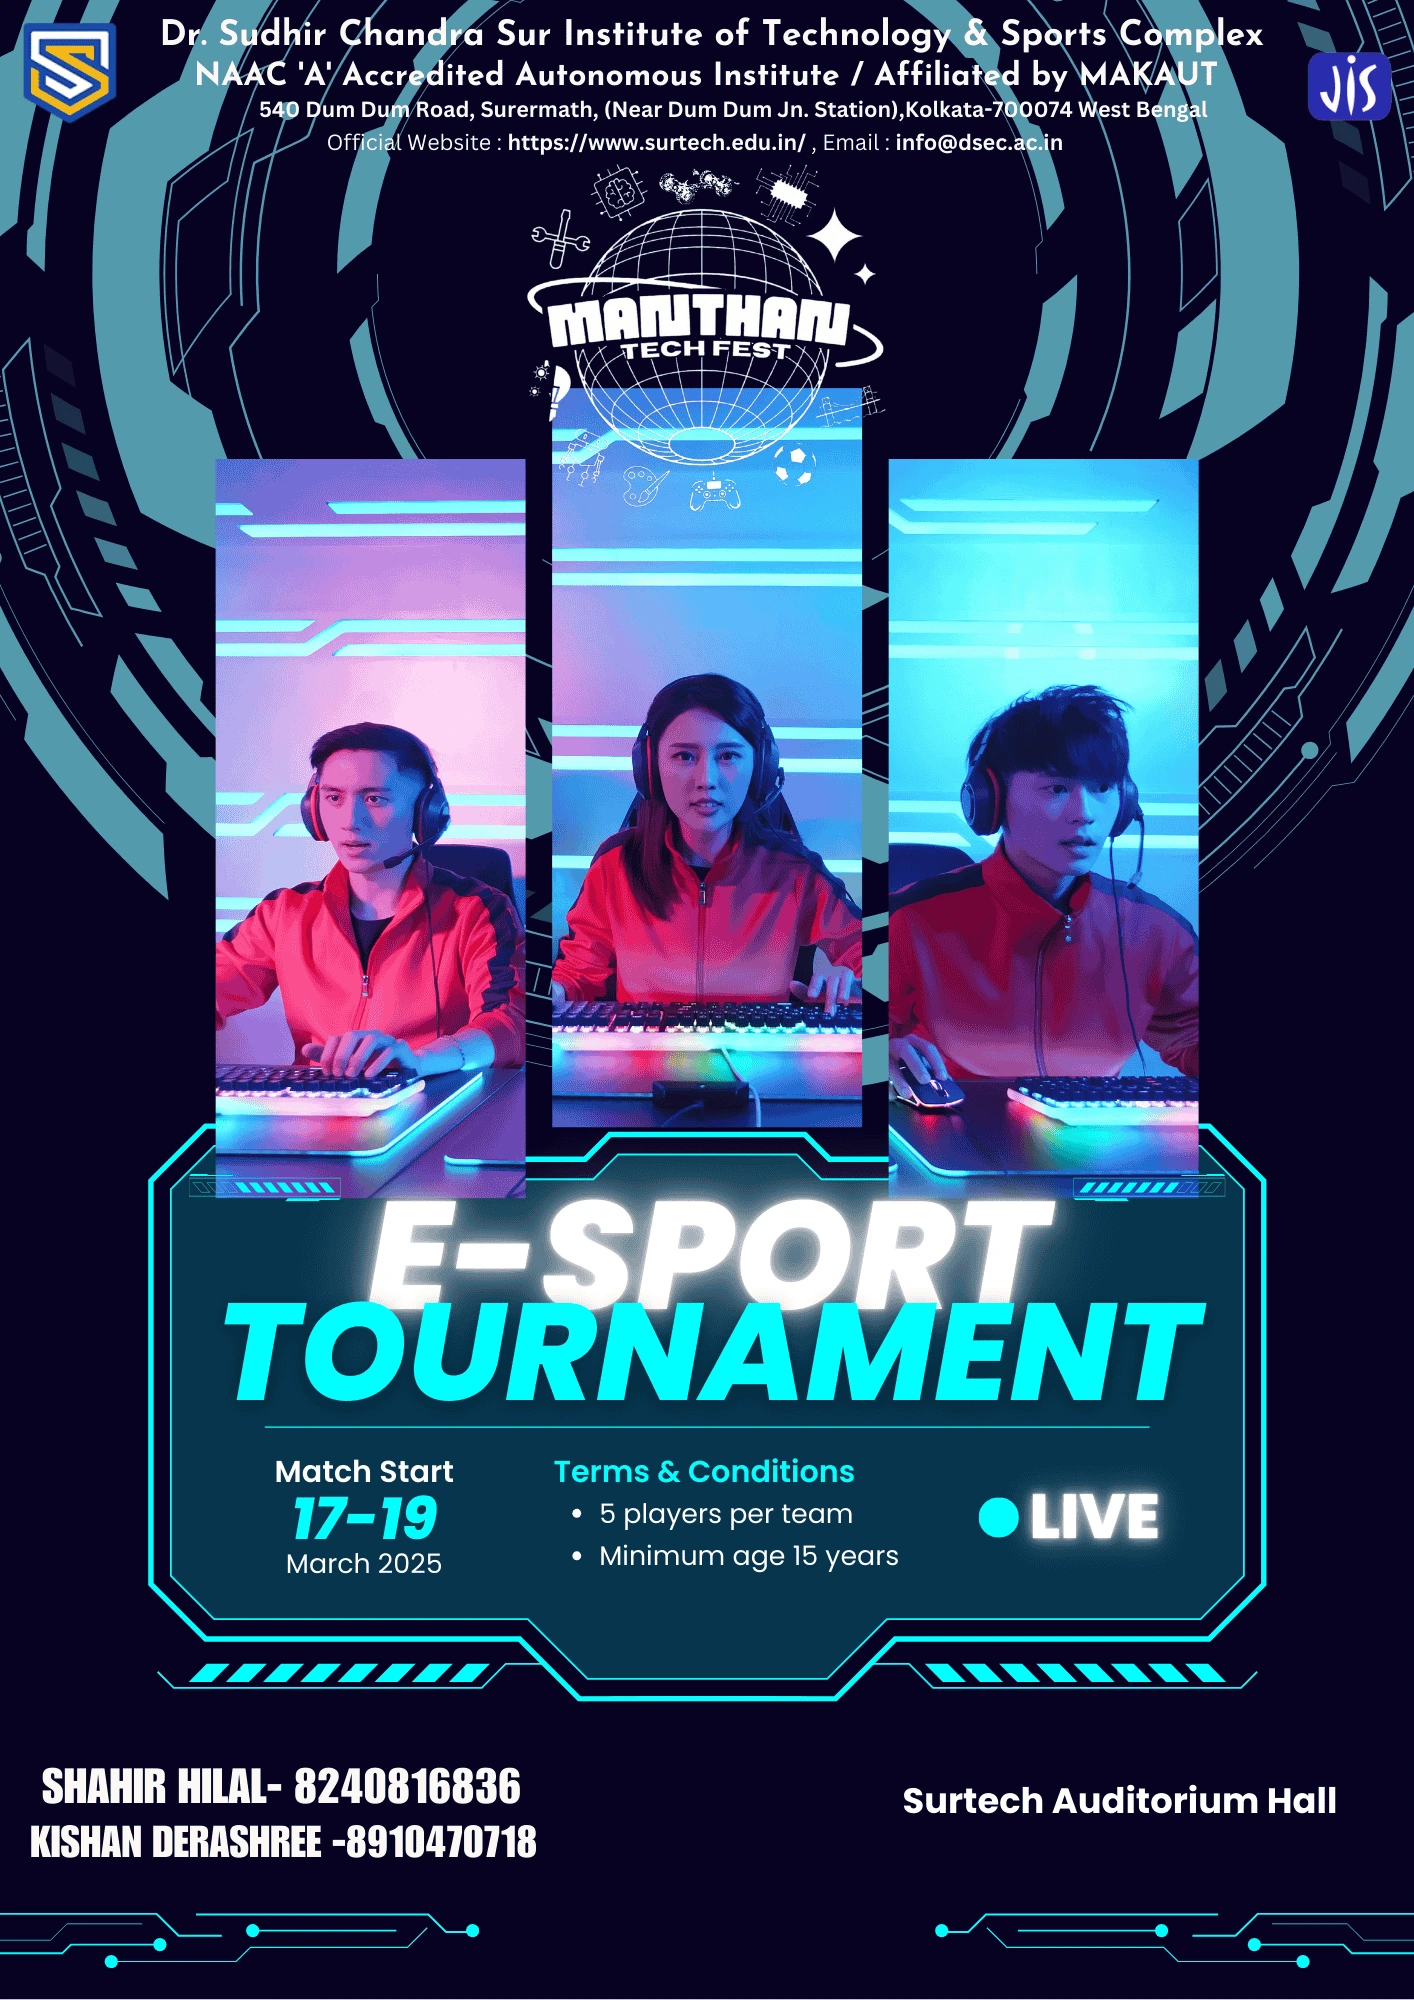 Dr. Sudhir Chandra Sur Institute of Technology & Sports Complex
NAAC 'A' Accredited Autonomous Institute / Affiliated by MAKAUT
540 Dum Dum Road, Surermath, (Near Dum Dum Jn. Station),Kolkata-700074 West Bengal
Official Website : https://www.surtech.edu.in/ , Email : info@dsec.ac.in
JIS
MANTHAN
TECH FEST
E-SPORT
TOURNAMENT
Match Start
17-19
March 2025
Terms & Conditions
• 5 players per team
• Minimum age 15 years
LIVE
SHAHIR HILAL- 8240816836
KISHAN DERASHREE -8910470718
Surtech Auditorium Hall